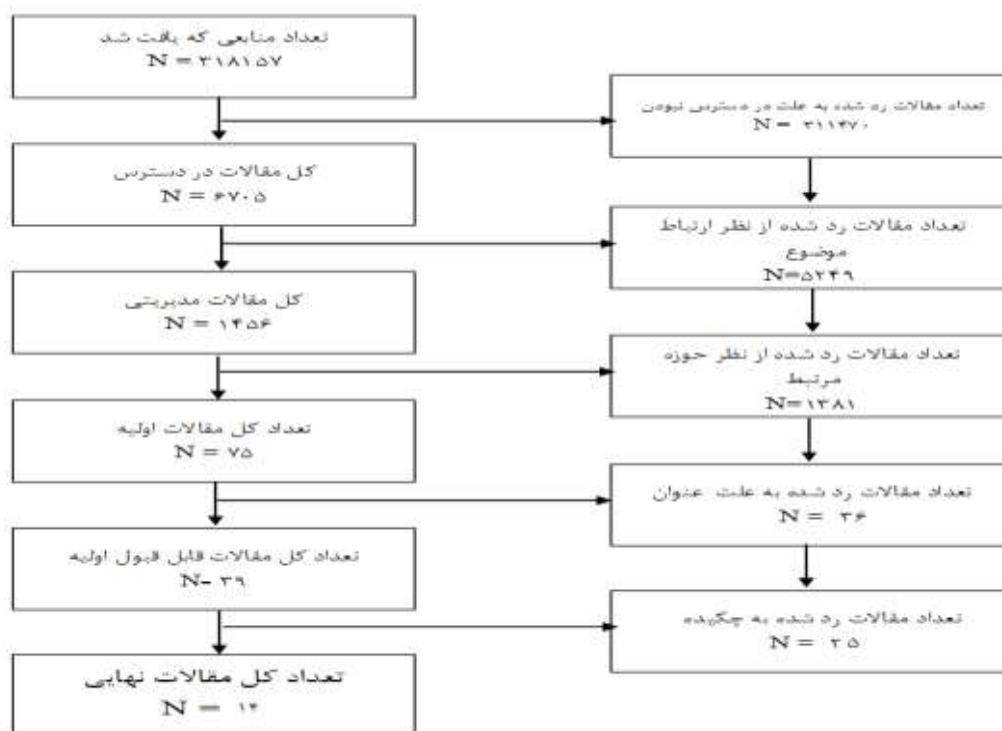 تعداد منابعی که یافت شد
N = ۳۱۸۱۵۷
تعداد مقالات رد شده به علت در دسترس نبودن
N = ۳۱۱۴۷۰
کل مقالات در دسترس
N = ۶۷۰۵
تعداد مقالات رد شده از نظر ارتباط
موضوع
N=۵۲۴۹
کل مقالات مدیریتی
N = ۱۴۵۶
تعداد مقالات رد شده از نظر حوزه
مرتبط
N=۱۳۸۱
تعداد کل مقالات اولیه
N = ۷۵
تعداد مقالات رد شده به علت عنوان
N = ۳۶
تعداد کل مقالات قابل قبول اولیه
N= ۳۹
تعداد مقالات رد شده به چکیده
N = ۲۵
تعداد کل مقالات نهایی
N = ۱۴